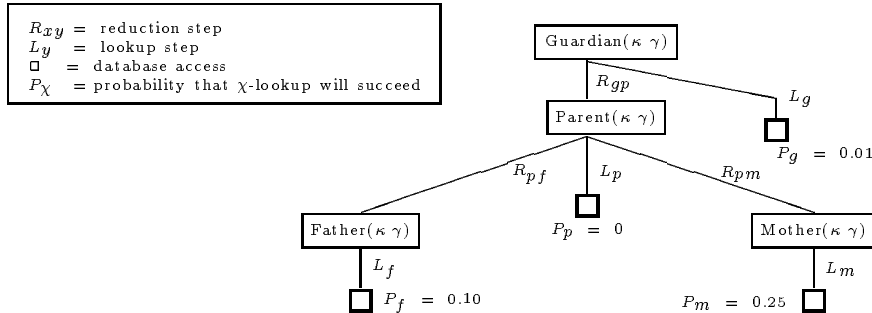 Rxy = reduction step
Ly = lookup step
□ = database access
Pχ = probability that χ-lookup will succeed
Guardian(κ γ)
Rgp
Lg
Parent(κ γ)
Pg = 0.01
Rpf
Lp
Rpm
Pp = 0
Father(κ γ)
Mother(κ γ)
Lf
Lm
Pf = 0.10
Pm = 0.25